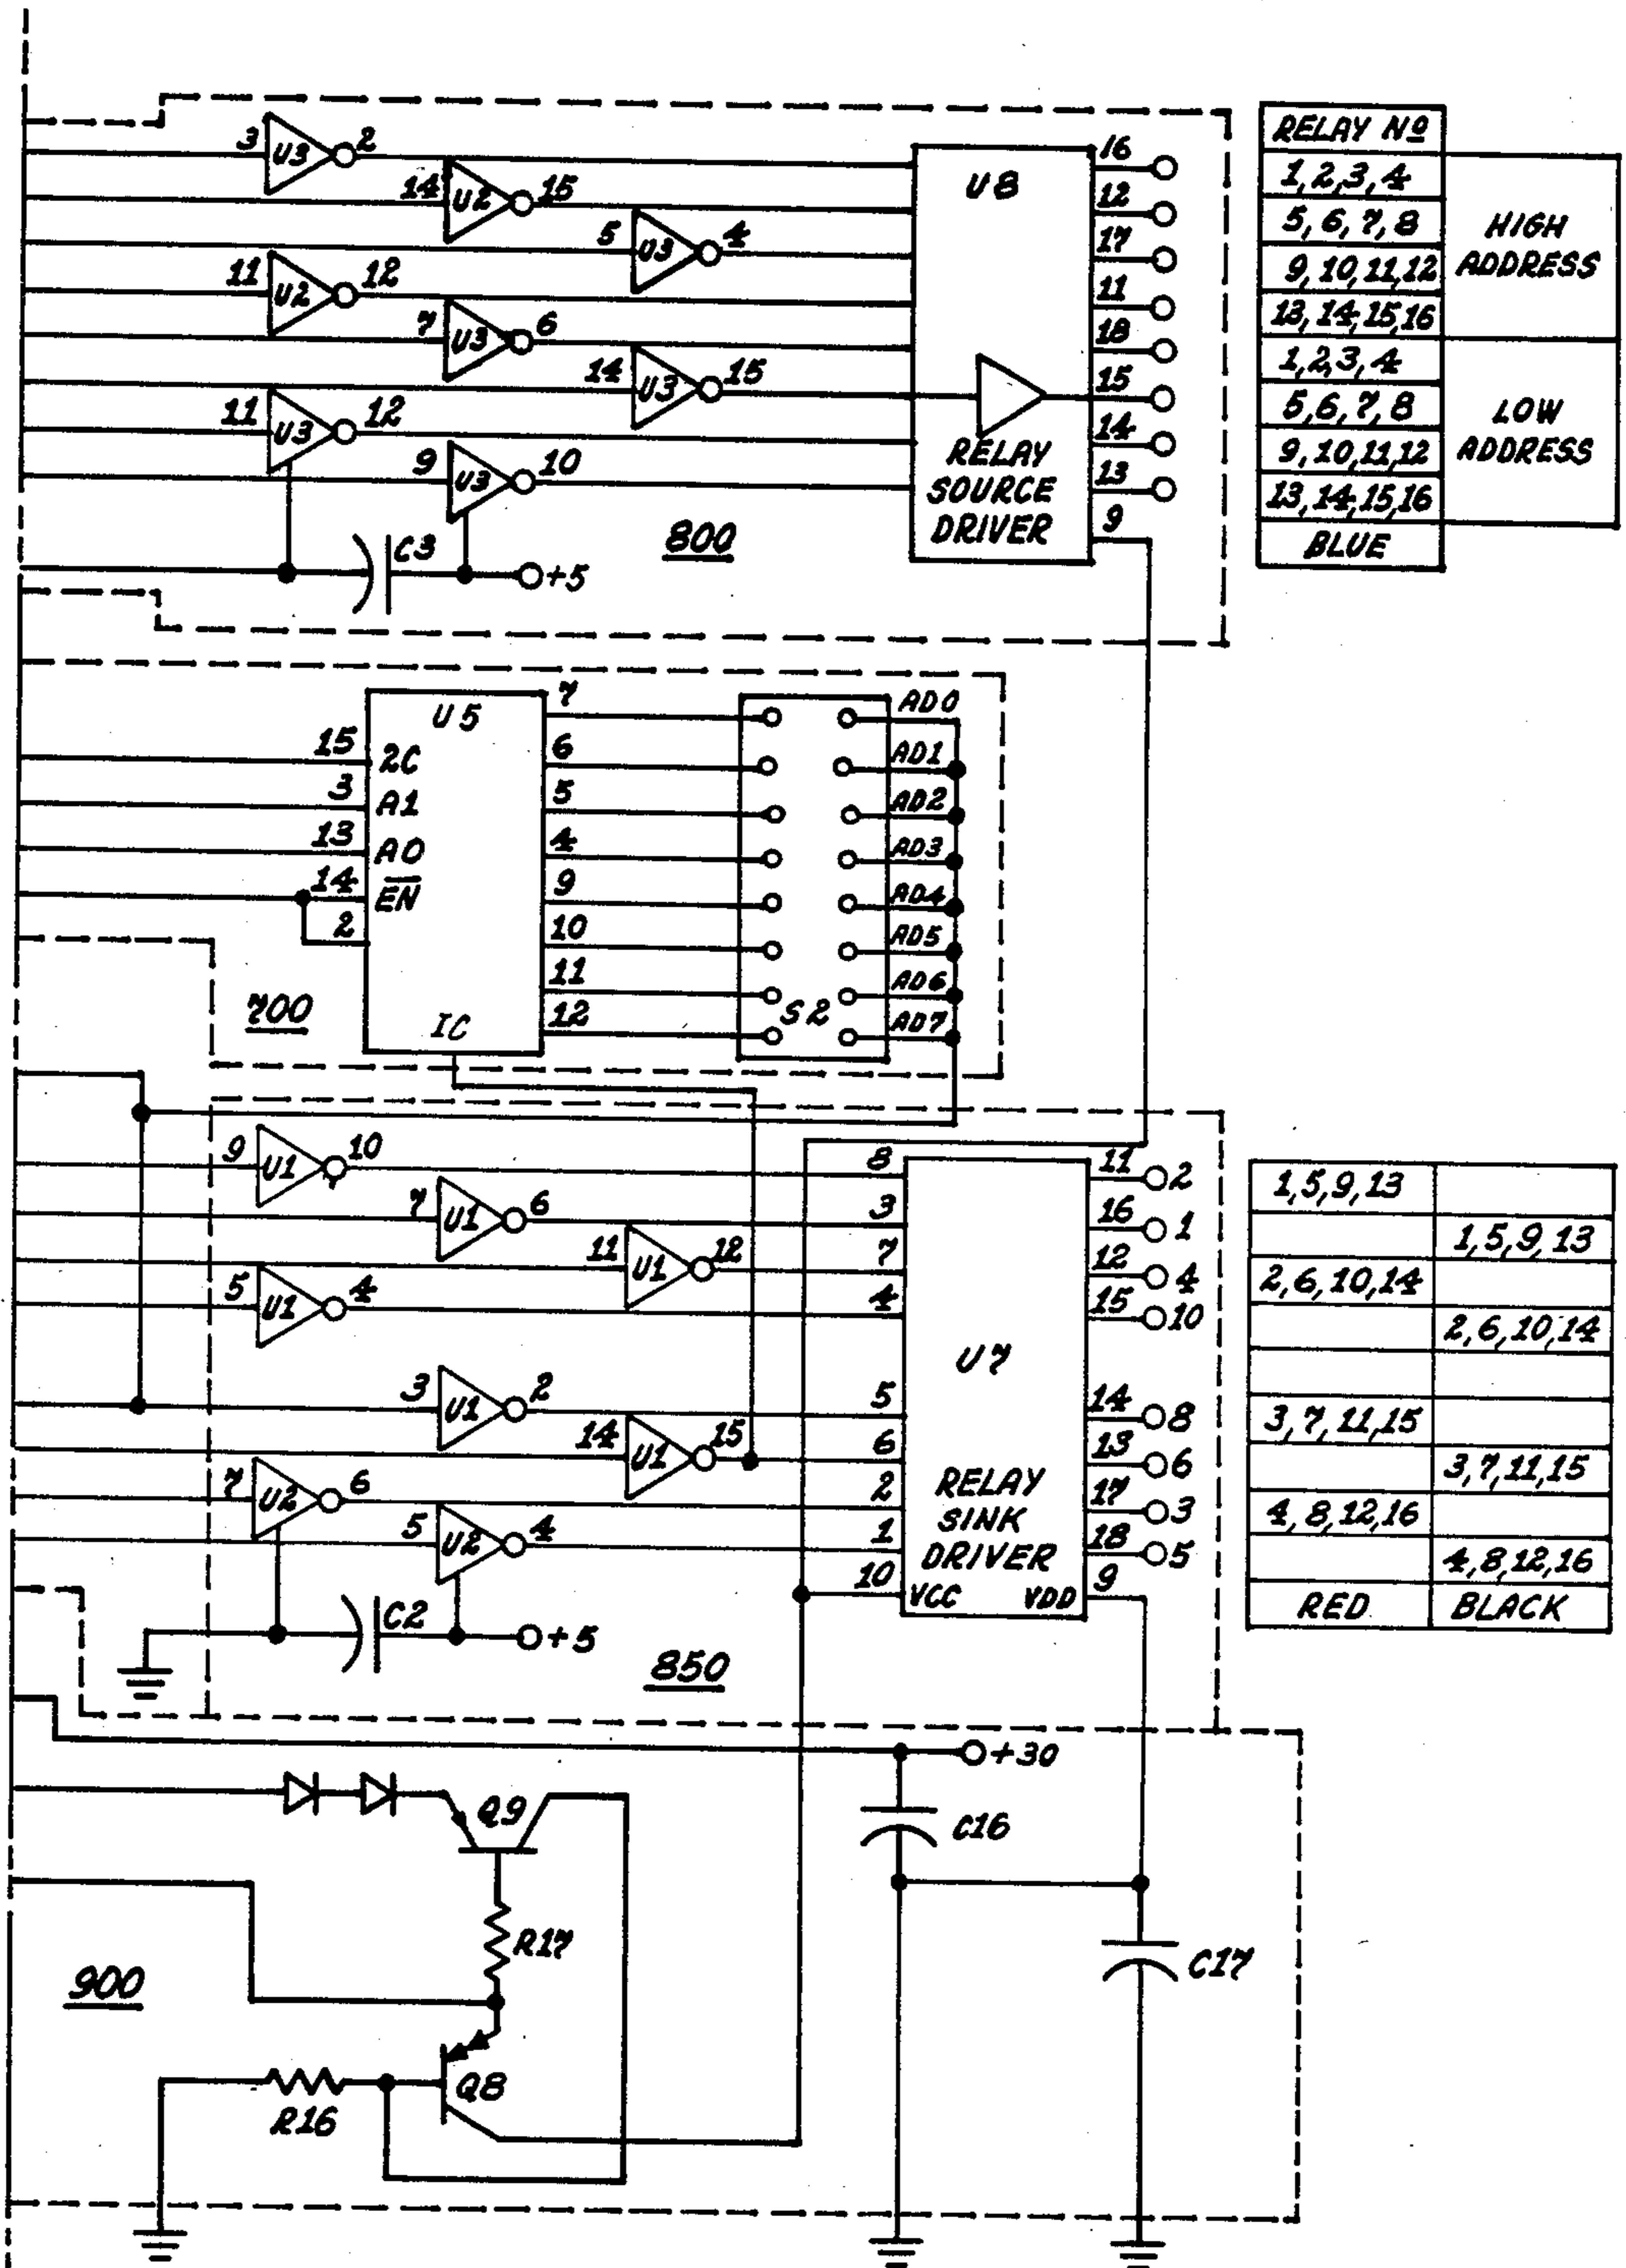 RELAY Nº
3 U3 2
U8
16
1,2,3,4
14 U2 15
12
5,6,7,8
HIGH ADDRESS
5 U3 4
17
9,10,11,12
11 U2 12
11
13,14,15,16
7 U3 6
18
1,2,3,4
14 U3 15
15
5,6,7,8
LOW ADDRESS
11 U3 12
14
9,10,11,12
9 U3 10
13
13,14,15,16
RELAY
SOURCE
DRIVER
9
BLUE
C3
+5
800
U5
7
AD0
15 2C
6
AD1
3 A1
5
AD2
13 A0
4
AD3
14 EN
9
AD4
2
10
AD5
11
AD6
12
S2
AD7
700
IC
9 U1 10
8
11 2
1,5,9,13
7 U1 6
3
16 1
1,5,9,13
11 U1 12
7
12 4
2,6,10,14
5 U1 4
4
15 10
2,6,10,14
U7
3 U1 2
5
14 8
3,7,11,15
14 U1 15
6
13 6
3,7,11,15
7 U2 6
2
17 3
4,8,12,16
5 U2 4
1
18 5
4,8,12,16
RELAY
SINK
DRIVER
10 VCC
VDD 9
RED
BLACK
C2
+5
850
+30
Q9
C16
R17
C17
900
Q8
R16